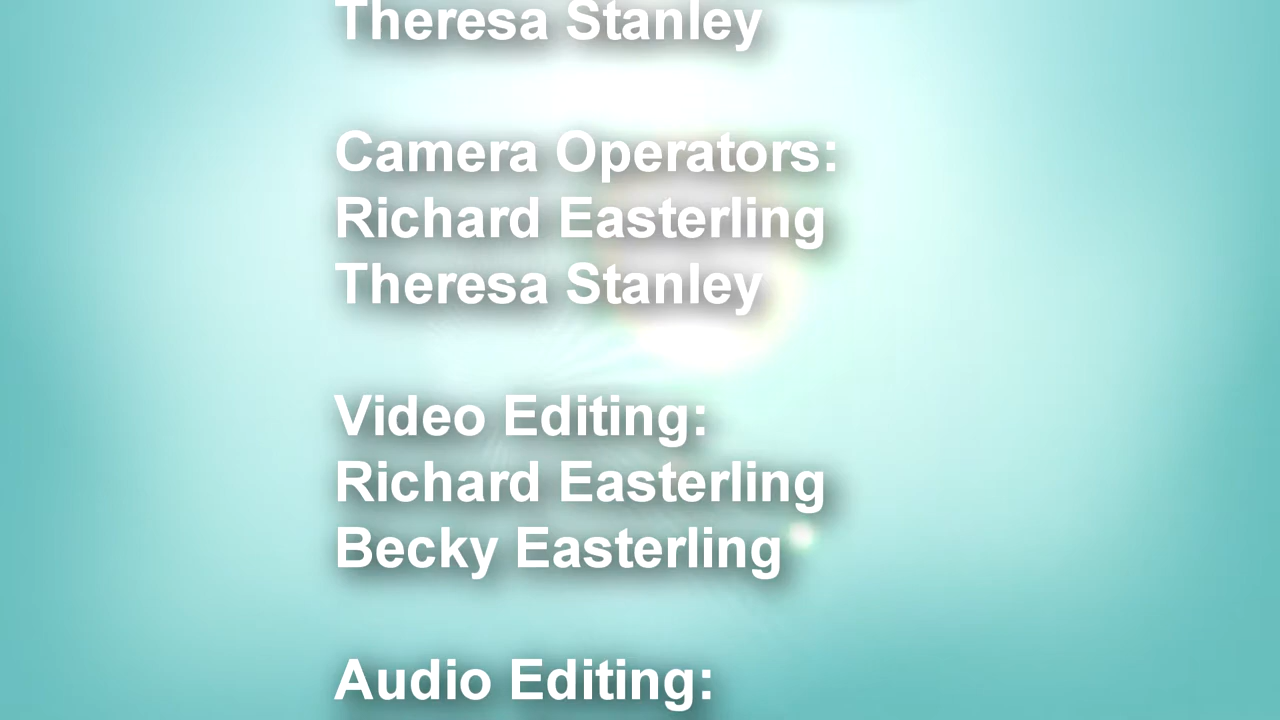 Theresa Stanley
Camera Operators:
Richard Easterling
Theresa Stanley
Video Editing:
Richard Easterling
Becky Easterling
Audio Editing: